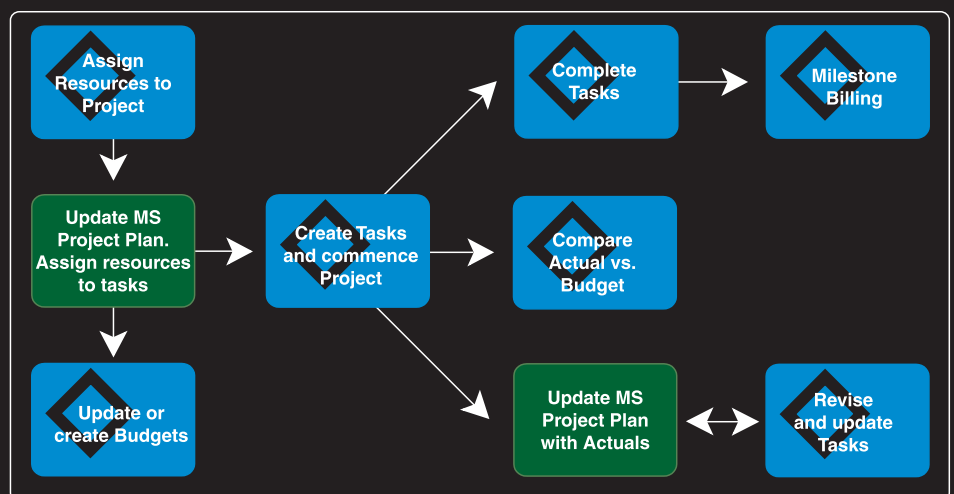 Assign
Resources to
Project
Complete
Tasks
Milestone
Billing
Update MS
Project Plan.
Assign resources
to tasks
Create Tasks
and commence
Project
Compare
Actual vs.
Budget
Update or
create Budgets
Update MS
Project Plan
with Actuals
Revise
and update
Tasks